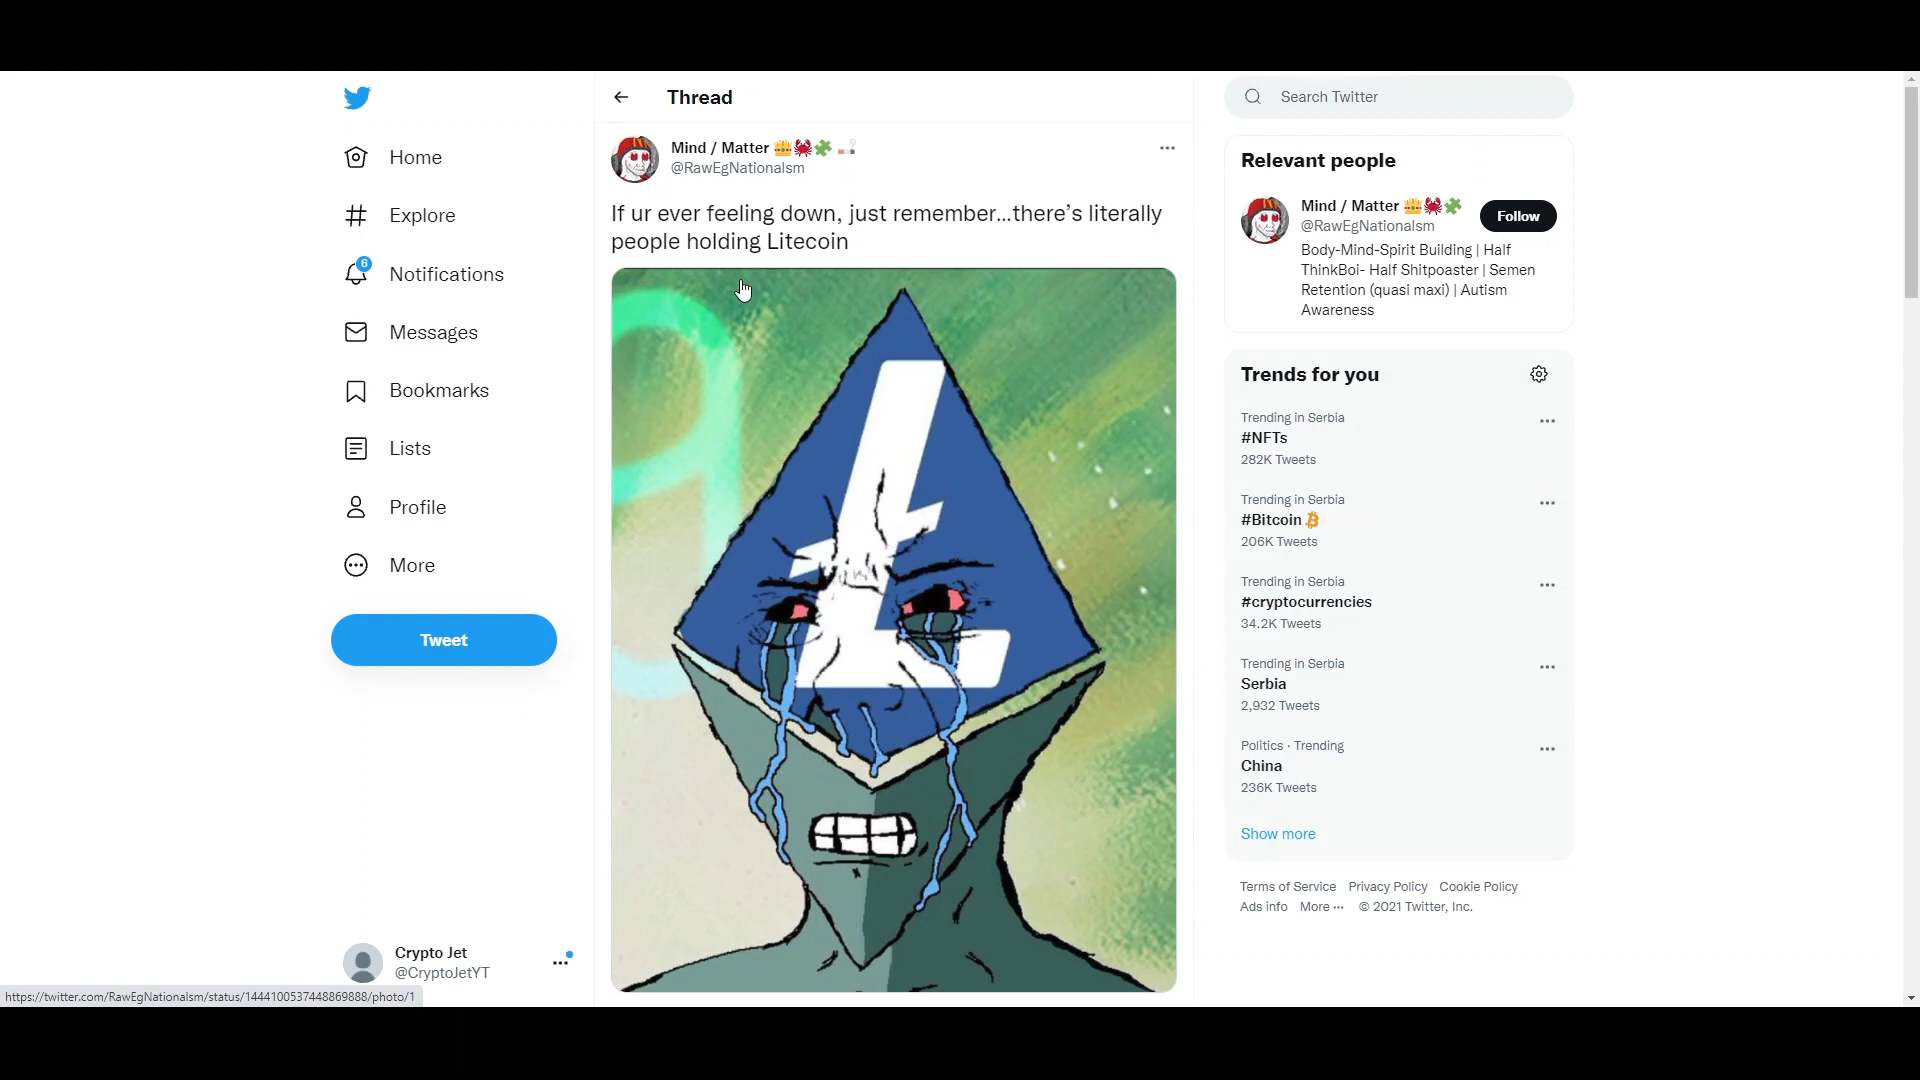 Home
Explore
6
Notifications
Messages
Bookmarks
Lists
Profile
More
Tweet
Crypto Jet
@CryptoJetYT
https://twitter.com/RawEgNationalsm/status/1444100537448869888/photo/1
Thread
Mind / Matter 👑🦀🧩 🚬
@RawEgNationalsm
If ur ever feeling down, just remember...there’s literally
people holding Litecoin
Search Twitter
Relevant people
Mind / Matter 👑🦀🧩
@RawEgNationalsm
Follow
Body-Mind-Spirit Building | Half
ThinkBoi- Half Shitpoaster | Semen
Retention (quasi maxi) | Autism
Awareness
Trends for you
Trending in Serbia
#NFTs
282K Tweets
Trending in Serbia
#Bitcoin
206K Tweets
Trending in Serbia
#cryptocurrencies
34.2K Tweets
Trending in Serbia
Serbia
2,932 Tweets
Politics · Trending
China
236K Tweets
Show more
Terms of Service Privacy Policy Cookie Policy
Ads info More ··· © 2021 Twitter, Inc.